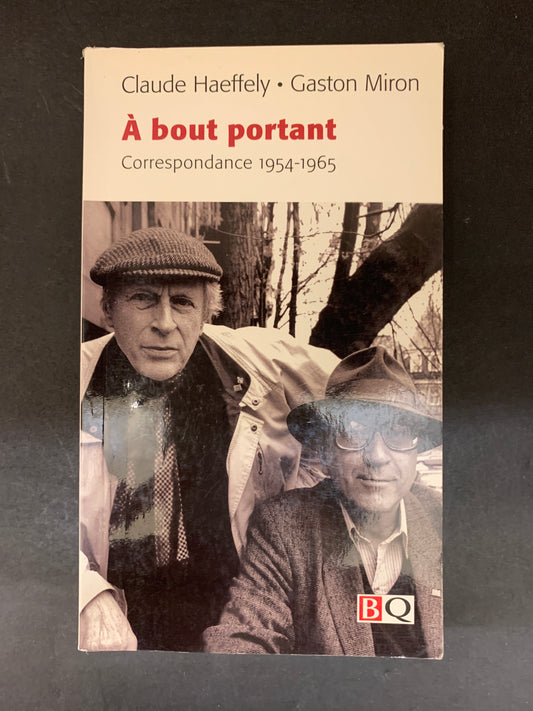 Claude Haeffely • Gaston Miron
À bout portant
Correspondance 1954-1965
BQ